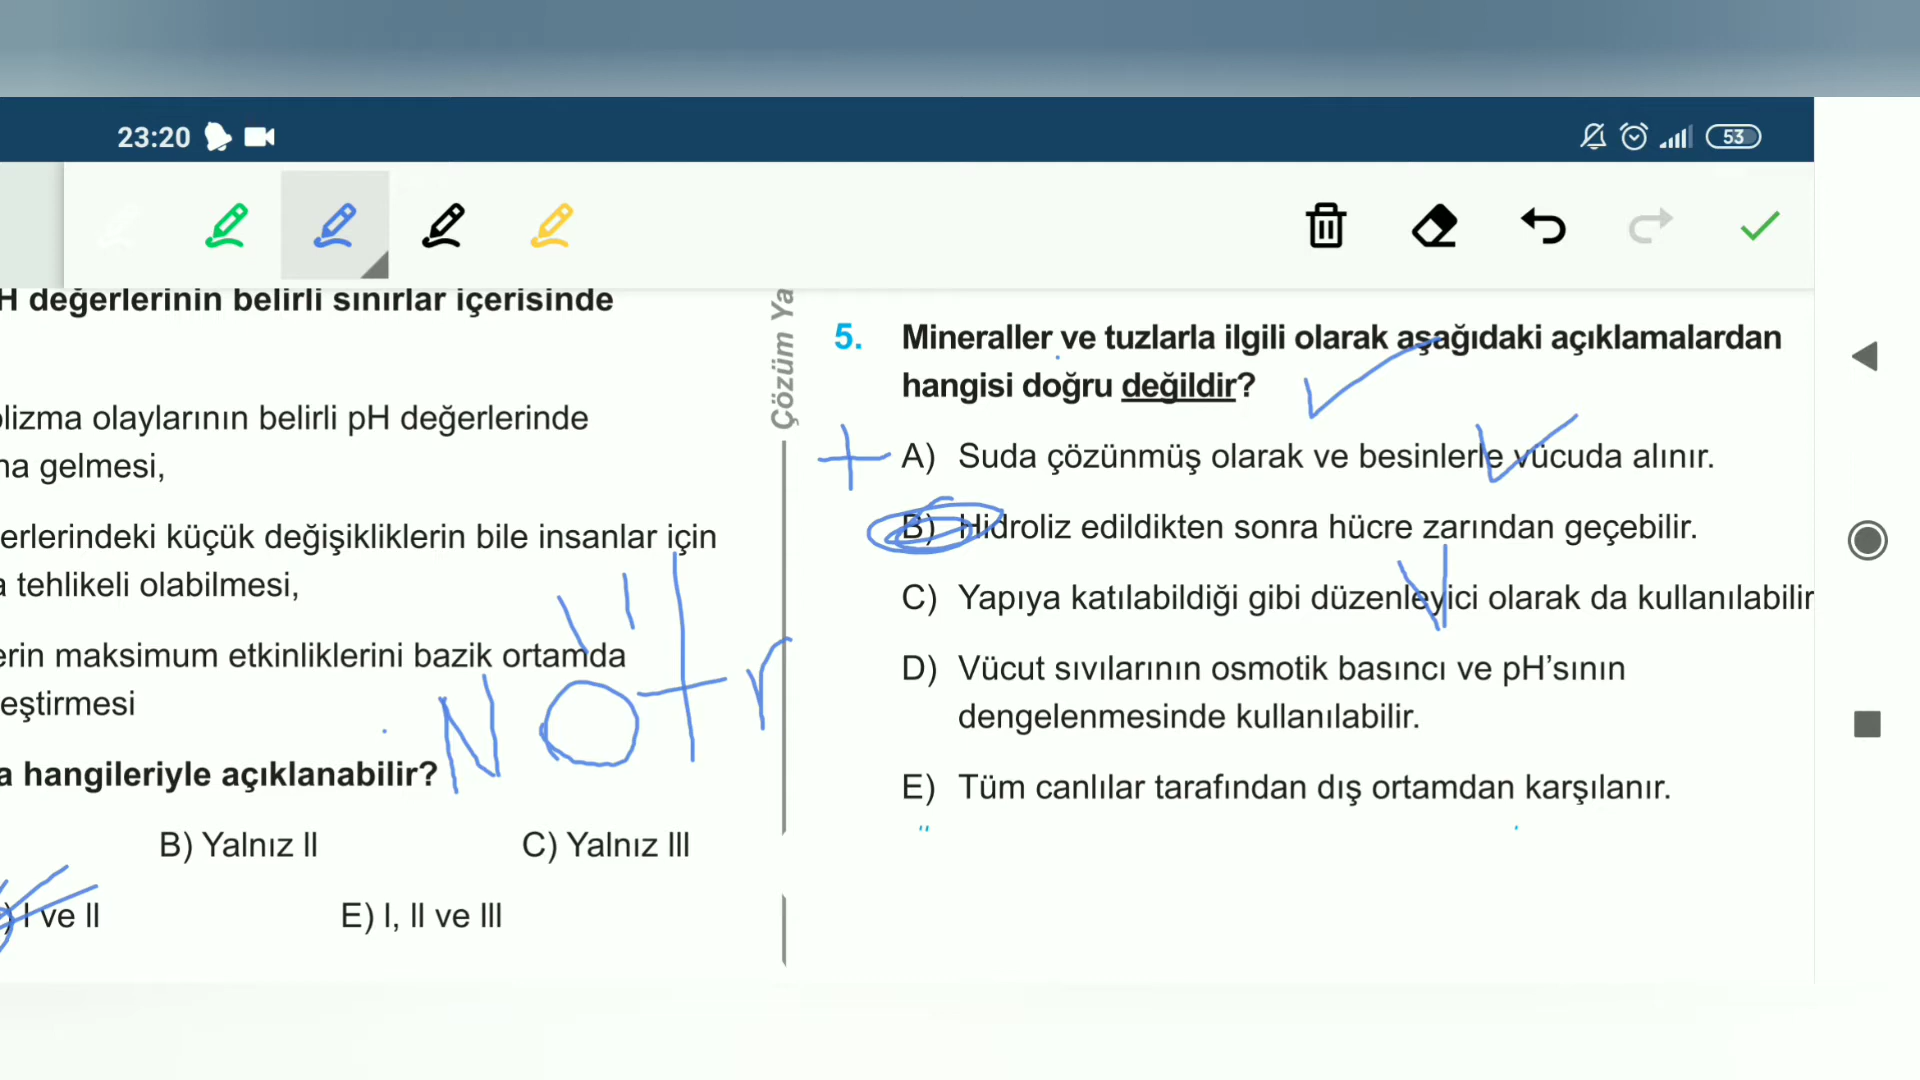 23:20
53
H değerlerinin belirli sınırlar içerisinde
olizma olaylarının belirli pH değerlerinde
na gelmesi,
erlerindeki küçük değişikliklerin bile insanlar için
a tehlikeli olabilmesi,
erin maksimum etkinliklerini bazik ortamda
eştirmesi
Nötr
a hangileriyle açıklanabilir?
B) Yalnız II
C) Yalnız III
) I ve II
E) I, II ve III
Çözüm Ya
5. Mineraller ve tuzlarla ilgili olarak aşağıdaki açıklamalardan
hangisi doğru değildir?
A) Suda çözünmüş olarak ve besinlerle vücuda alınır.
B) Hidroliz edildikten sonra hücre zarından geçebilir.
C) Yapıya katılabildiği gibi düzenleyici olarak da kullanılabilir
D) Vücut sıvılarının osmotik basıncı ve pH'sının
dengelenmesinde kullanılabilir.
E) Tüm canlılar tarafından dış ortamdan karşılanır.